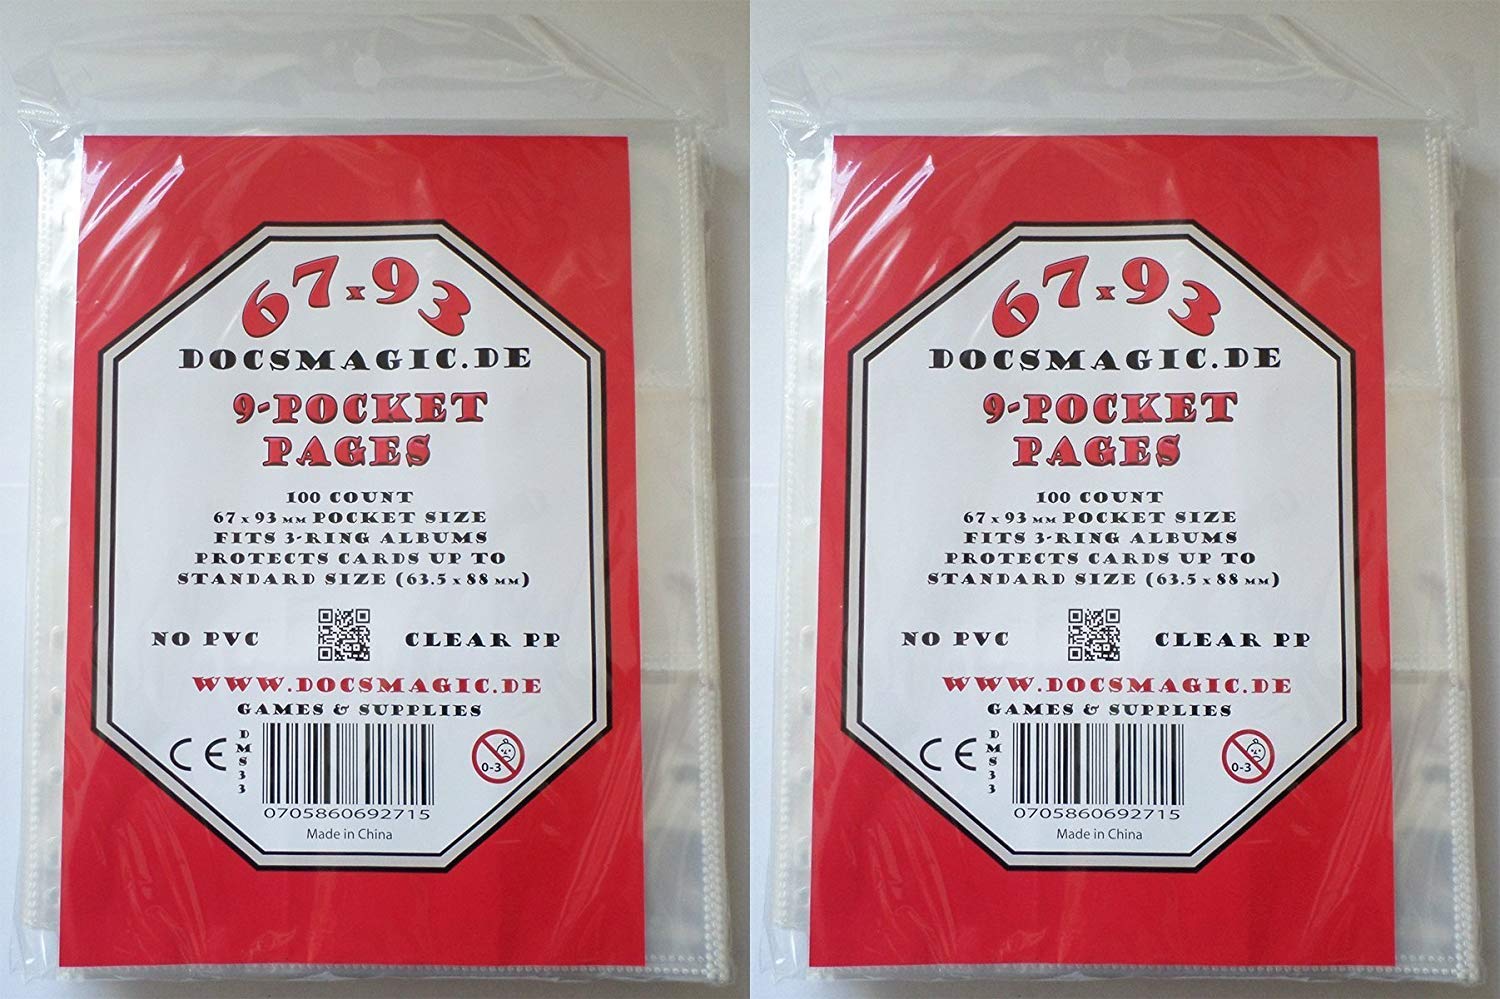 67x93
DOCSMAGIC.DE
9-POCKET
PAGES
100 COUNT
67 x 93 MM POCKET SIZE
FITS 3-RING ALBUMS
PROTECTS CARDS UP TO
STANDARD SIZE (63.5 x 88 MM)
NO PVC CLEAR PP
WWW.DOCSMAGIC.DE
GAMES & SUPPLIES
CE
DMS33
0-3
0705860692715
Made in China
67x93
DOCSMAGIC.DE
9-POCKET
PAGES
100 COUNT
67 x 93 MM POCKET SIZE
FITS 3-RING ALBUMS
PROTECTS CARDS UP TO
STANDARD SIZE (63.5 x 88 MM)
NO PVC CLEAR PP
WWW.DOCSMAGIC.DE
GAMES & SUPPLIES
CE
DMS33
0-3
0705860692715
Made in China